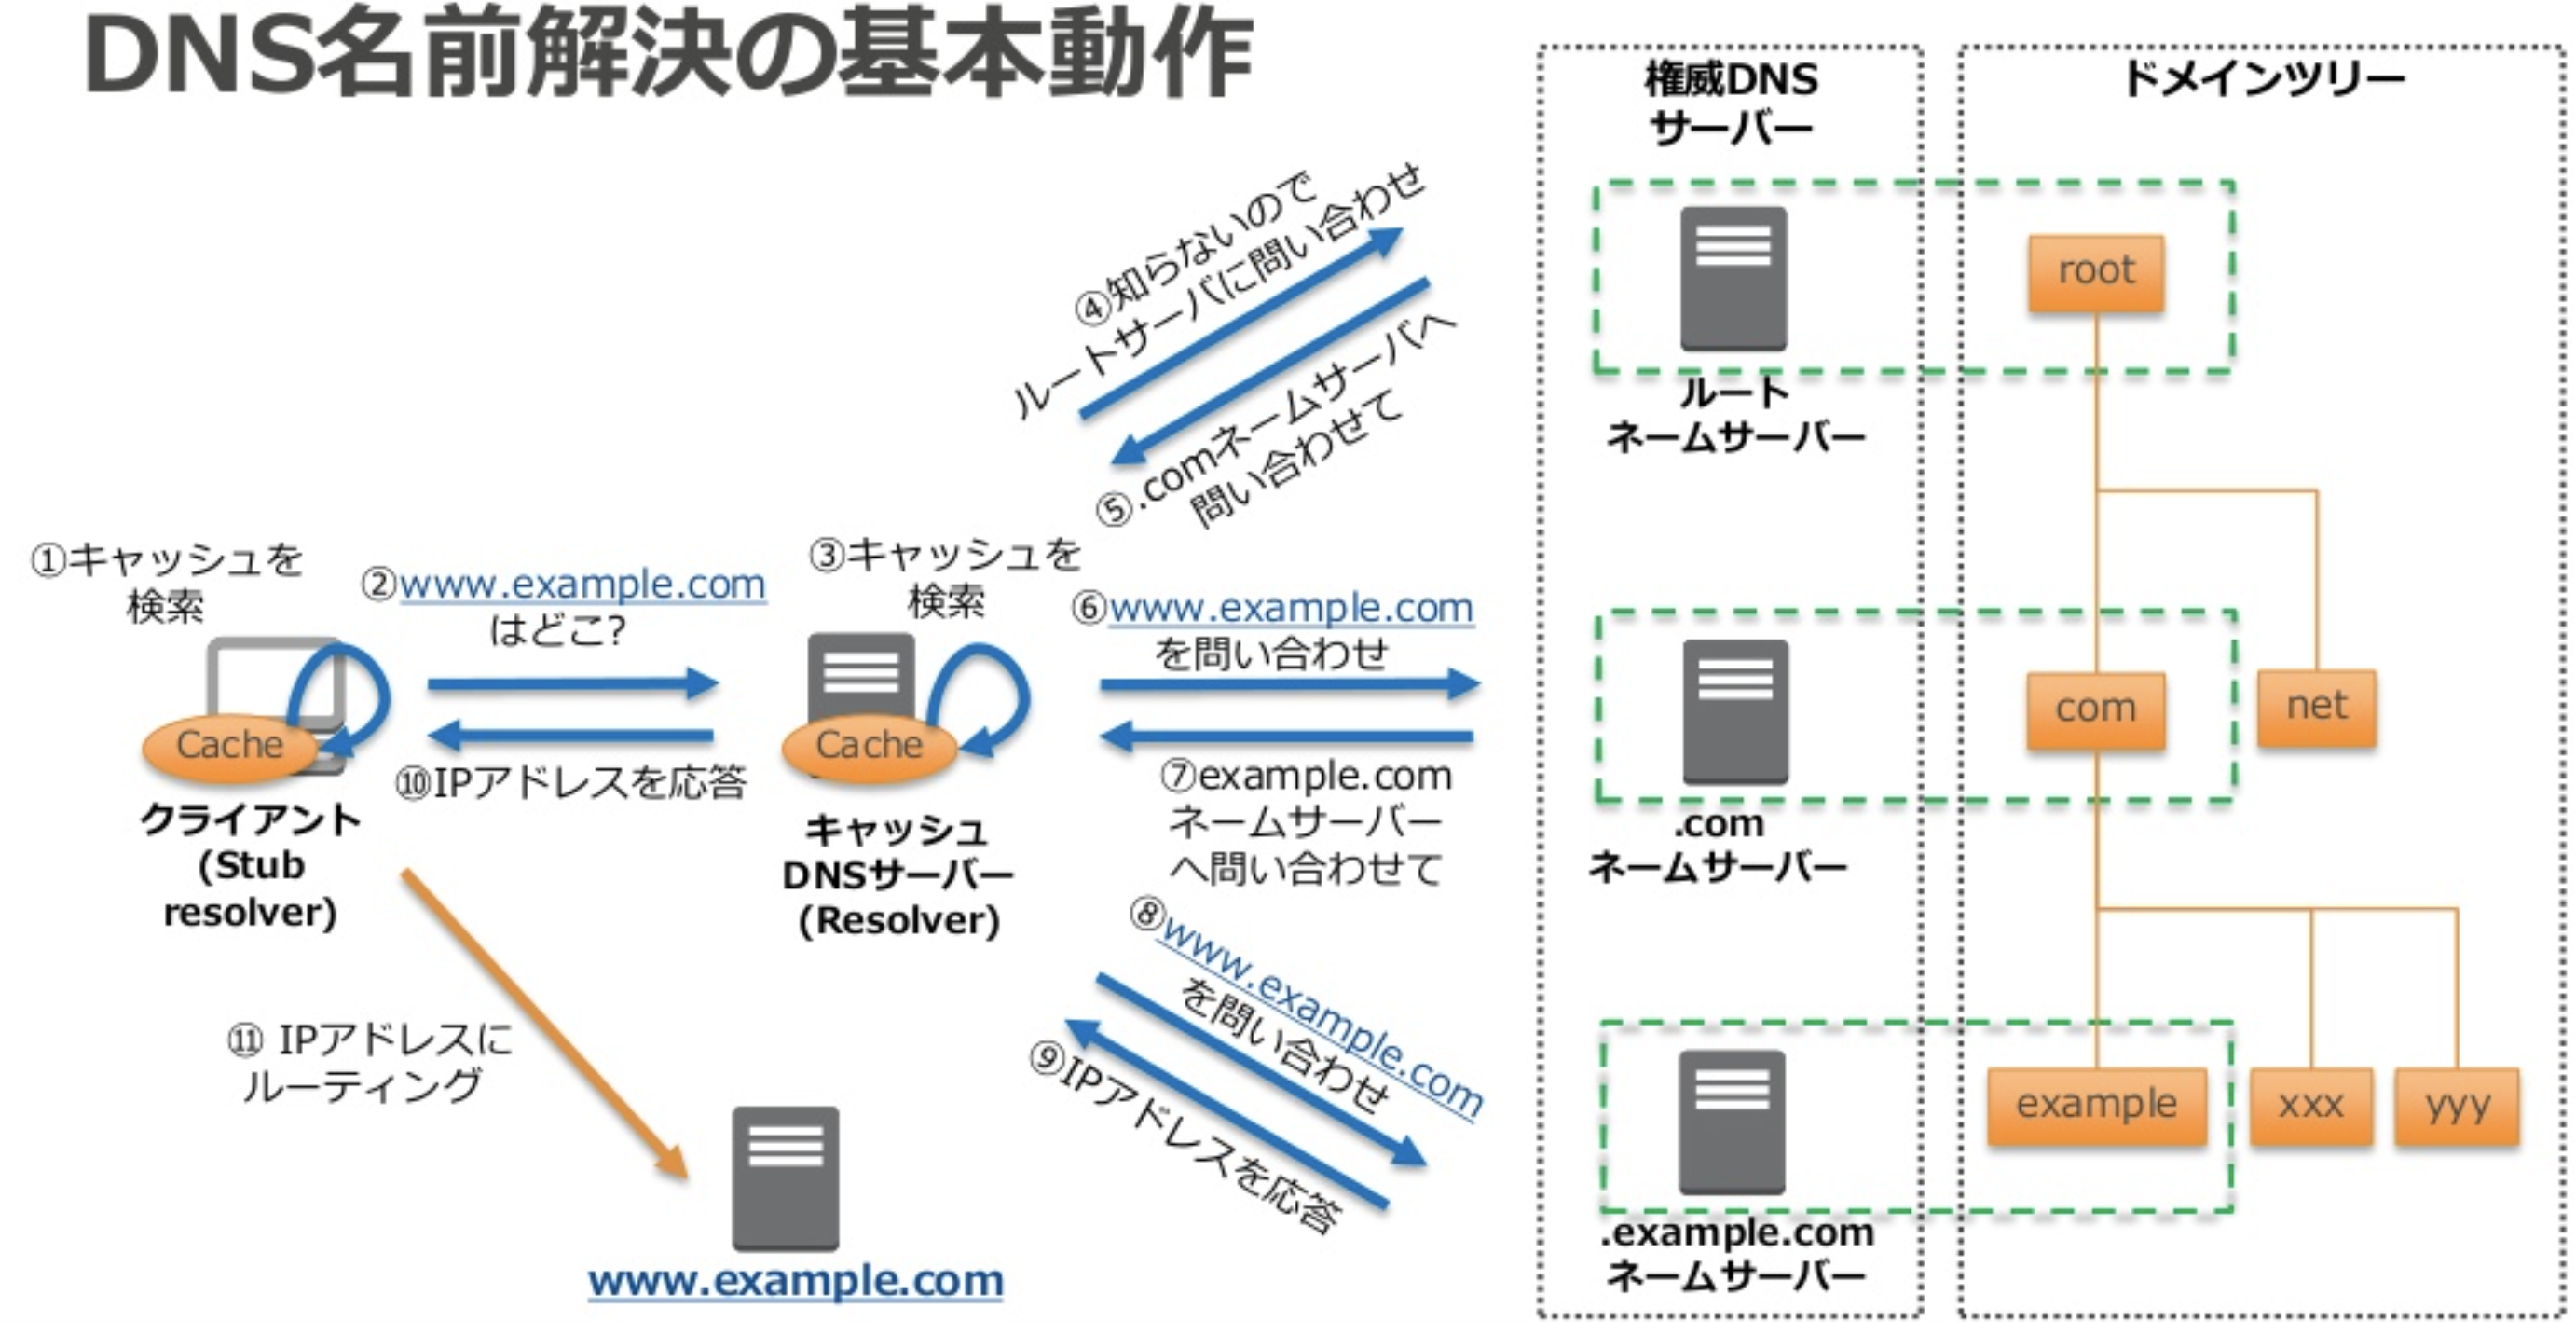 DNS名前解決の基本動作
権威DNS
サーバー
ドメインツリー
④知らないので
ルートサーバに問い合わせ
⑤.comネームサーバへ
問い合わせて
ルート
ネームサーバー
root
①キャッシュを
検索
②www.example.com
はどこ?
③キャッシュを
検索
⑥www.example.com
を問い合わせ
Cache
Cache
⑩IPアドレスを応答
⑦example.com
ネームサーバー
へ問い合わせて
クライアント
(Stub
resolver)
キャッシュ
DNSサーバー
(Resolver)
com
net
.com
ネームサーバー
⑧www.example.com
を問い合わせ
⑨IPアドレスを応答
⑪ IPアドレスに
ルーティング
www.example.com
example
xxx
yyy
.example.com
ネームサーバー